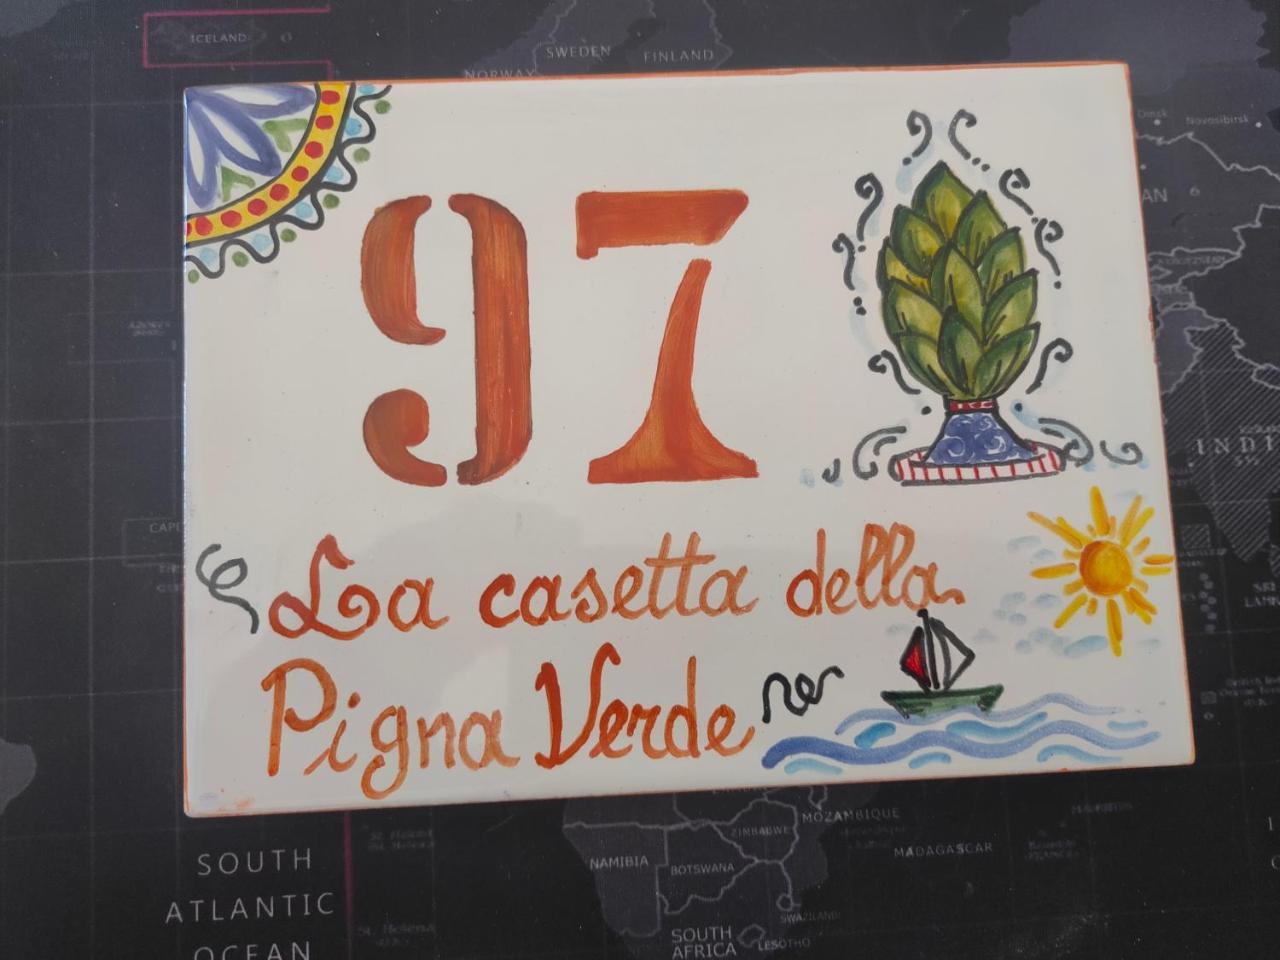 ICELAND
SWEDEN
FINLAND
NORWAY
Novosibirsk
97
La casetta della
Pigna Verde
MOZAMBIQUE
ZIMBABWE
MADAGASCAR
NAMIBIA
BOTSWANA
SOUTH
ATLANTIC
OCEAN
SOUTH
AFRICA
LESOTHO